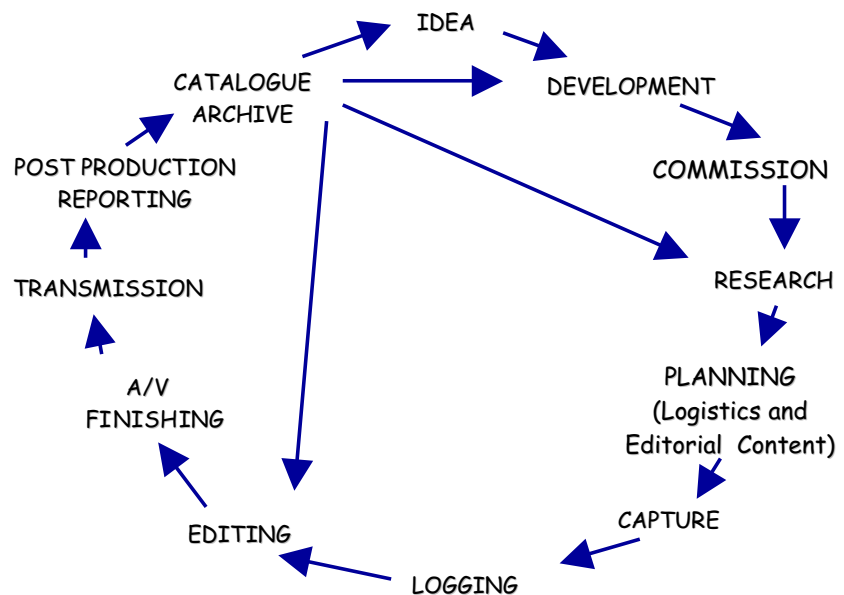 IDEA
DEVELOPMENT
COMMISSION
RESEARCH
PLANNING
(Logistics and
Editorial Content)
CAPTURE
LOGGING
EDITING
A/V
FINISHING
TRANSMISSION
POST PRODUCTION
REPORTING
CATALOGUE
ARCHIVE